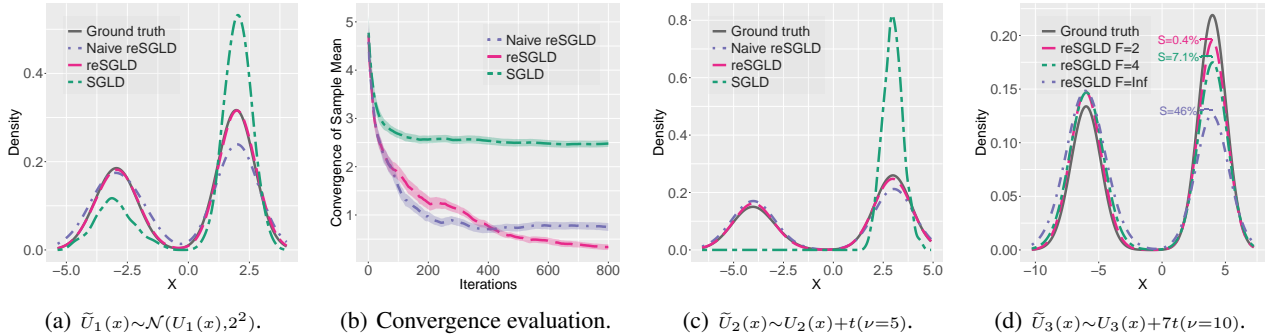 Ground truth
Naive reSGLD
reSGLD
SGLD
Density
0.4
0.2
0.0
-5.0
-2.5
0.0
2.5
X
(a) Ũ₁(x)∼𝒩(U₁(x),2²).
Naive reSGLD
reSGLD
SGLD
Convergence of Sample Mean
5
4
3
2
1
0
200
400
600
800
Iterations
(b) Convergence evaluation.
Ground truth
Naive reSGLD
reSGLD
SGLD
Density
0.8
0.6
0.4
0.2
0.0
-5.0
-2.5
0.0
2.5
5.0
X
(c) Ũ₂(x)∼U₂(x)+t(ν=5).
Ground truth
reSGLD F=2
reSGLD F=4
reSGLD F=Inf
S=0.4%
S=7.1%
S=46%
Density
0.20
0.15
0.10
0.05
0.00
-10
-5
0
5
X
(d) Ũ₃(x)∼U₃(x)+7t(ν=10).